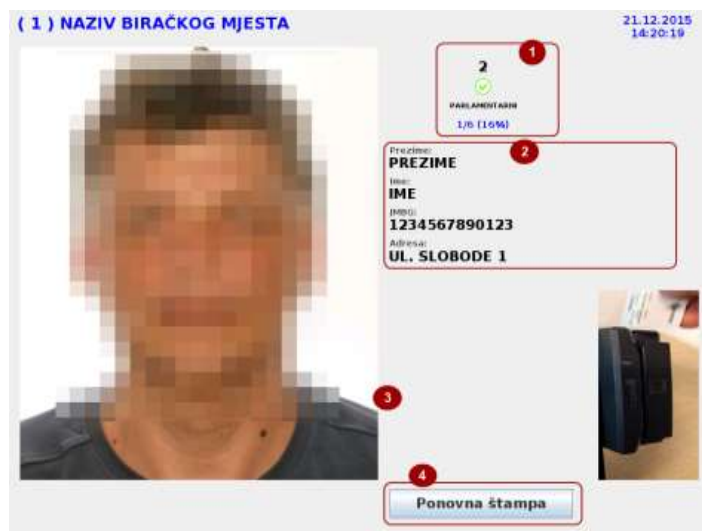 ( 1 ) NAZIV BIRAČKOG MJESTA
21.12.2015
14:20:19
1
2
PARLAMENTARNI
1/6 (16%)
2
Prezime:
PREZIME
Ime:
IME
JMBG:
1234567890123
Adresa:
UL. SLOBODE 1
3
4
Ponovna štampa